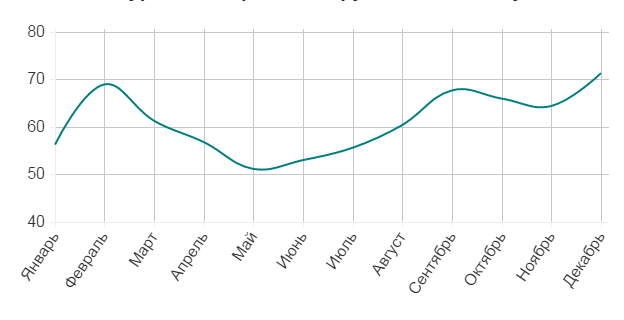 80
70
60
50
40
Январь
Февраль
Март
Апрель
Май
Июнь
Июль
Август
Сентябрь
Октябрь
Ноябрь
Декабрь